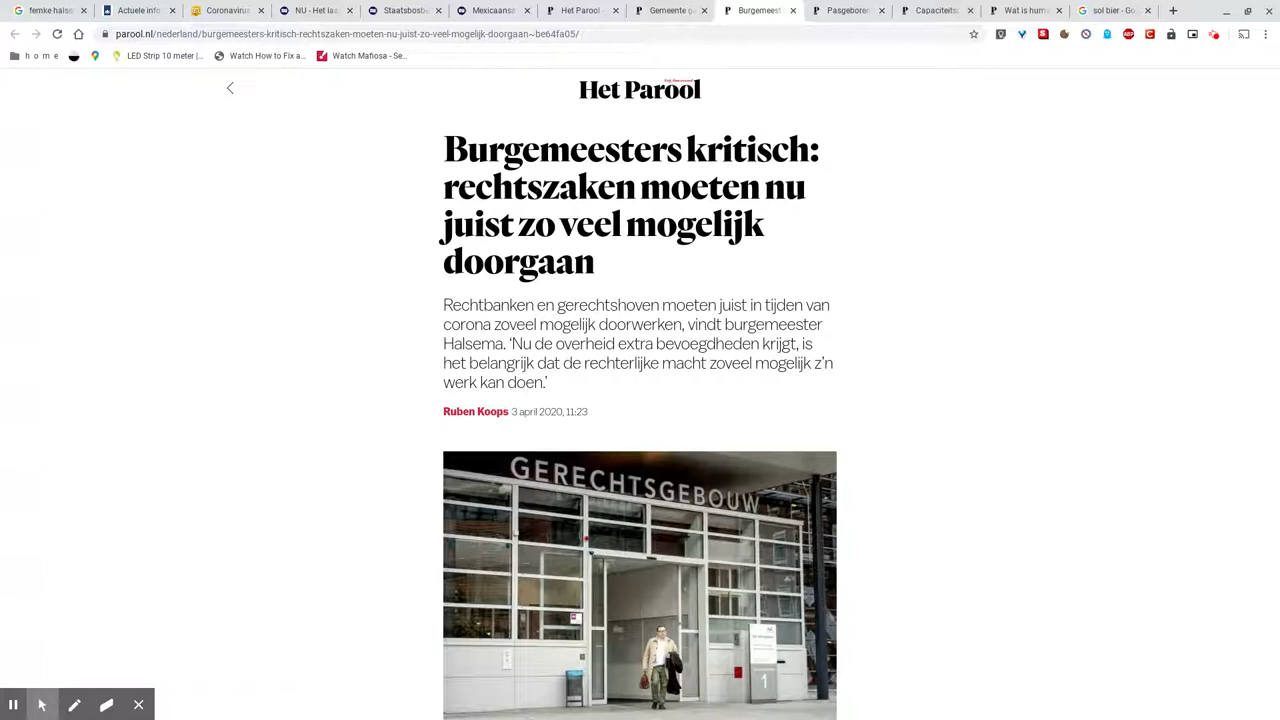 femke halse
Actuele info
Coronavirus
NU - Het laa
Staatsbosbe
Mexicaanse
Het Parool -
Gemeente g
Burgemeest
Pasgeboren
Capaciteits
Wat is hum
sol bier - Go
parool.nl/nederland/burgemeesters-kritisch-rechtszaken-moeten-nu-juist-zo-veel-mogelijk-doorgaan~be64fa05/
h o m e
LED Strip 10 meter |...
Watch How to Fix a...
Watch Mafiosa - Se...
Het Parool
Burgemeesters kritisch:
rechtszaken moeten nu
juist zo veel mogelijk
doorgaan
Rechtbanken en gerechtshoven moeten juist in tijden van
corona zoveel mogelijk doorwerken, vindt burgemeester
Halsema. ‘Nu de overheid extra bevoegdheden krijgt, is
het belangrijk dat de rechterlijke macht zoveel mogelijk z’n
werk kan doen.’
Ruben Koops 3 april 2020, 11:23
GERECHTSGEBOUW
1